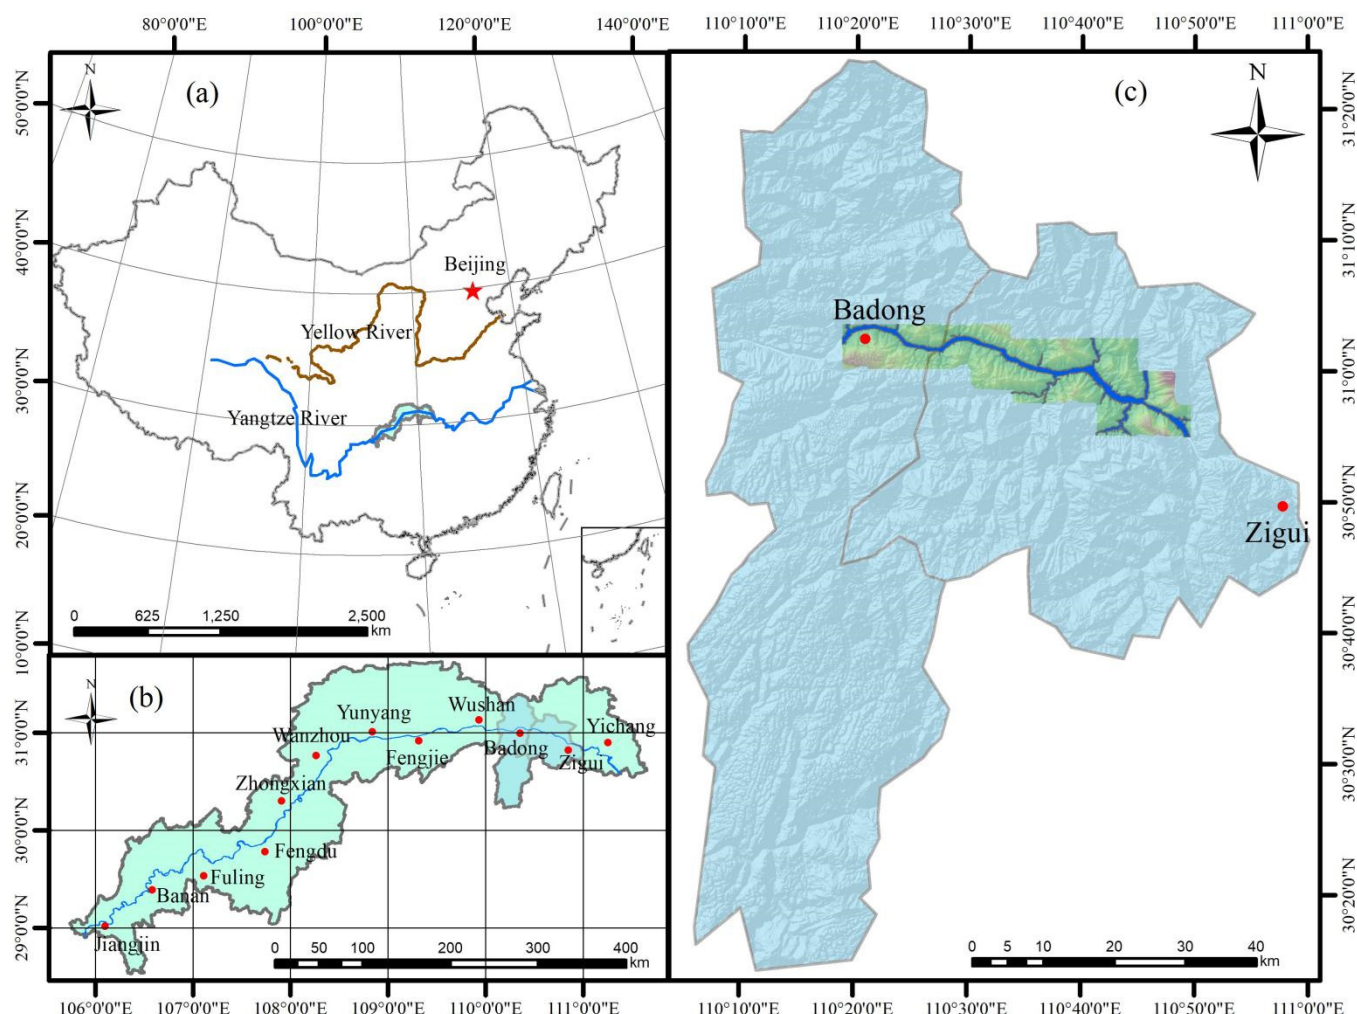 80°0'0"E 100°0'0"E 120°0'0"E 140°0'0"E
110°10'0"E 110°20'0"E 110°30'0"E 110°40'0"E 110°50'0"E 111°0'0"E
50°0'0"N
40°0'0"N
30°0'0"N
20°0'0"N
10°0'0"N
N
(a)
Beijing
Yellow River
Yangtze River
0 625 1,250 2,500
km
N
(b)
Wushan
Yunyang
Yichang
Wanzhou
Badong
Fengjie
Zigui
Zhongxian
Fengdu
Fuling
Banan
Jiangjin
0 50 100 200 300 400
km
31°0'0"N
30°0'0"N
29°0'0"N
106°0'0"E 107°0'0"E 108°0'0"E 109°0'0"E 110°0'0"E 111°0'0"E
(c)
N
Badong
Zigui
0 5 10 20 30 40
km
31°20'0"N
31°10'0"N
31°0'0"N
30°50'0"N
30°40'0"N
30°30'0"N
30°20'0"N
110°10'0"E 110°20'0"E 110°30'0"E 110°40'0"E 110°50'0"E 111°0'0"E